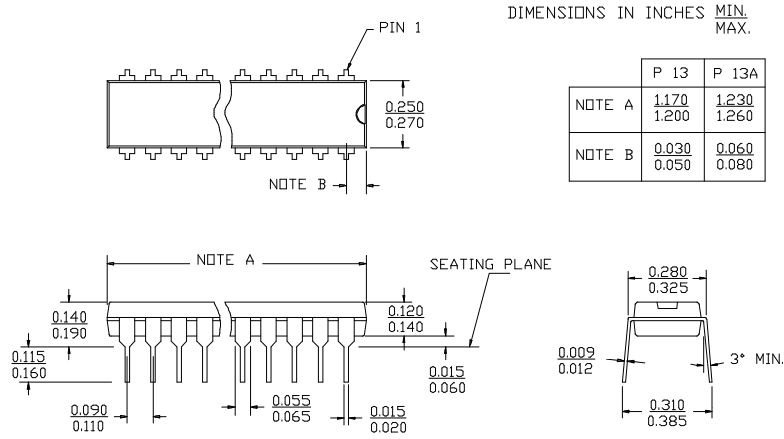 DIMENSIONS IN INCHES MIN.
MAX.
PIN 1
P 13 P 13A
NOTE A 1.170 1.230
1.200 1.260
NOTE B 0.030 0.060
0.050 0.080
0.250
0.270
NOTE B
NOTE A
SEATING PLANE
0.140
0.190
0.120
0.140
0.115
0.160
0.015
0.060
0.090
0.110
0.055
0.065
0.015
0.020
0.280
0.325
0.009
0.012
3° MIN.
0.310
0.385